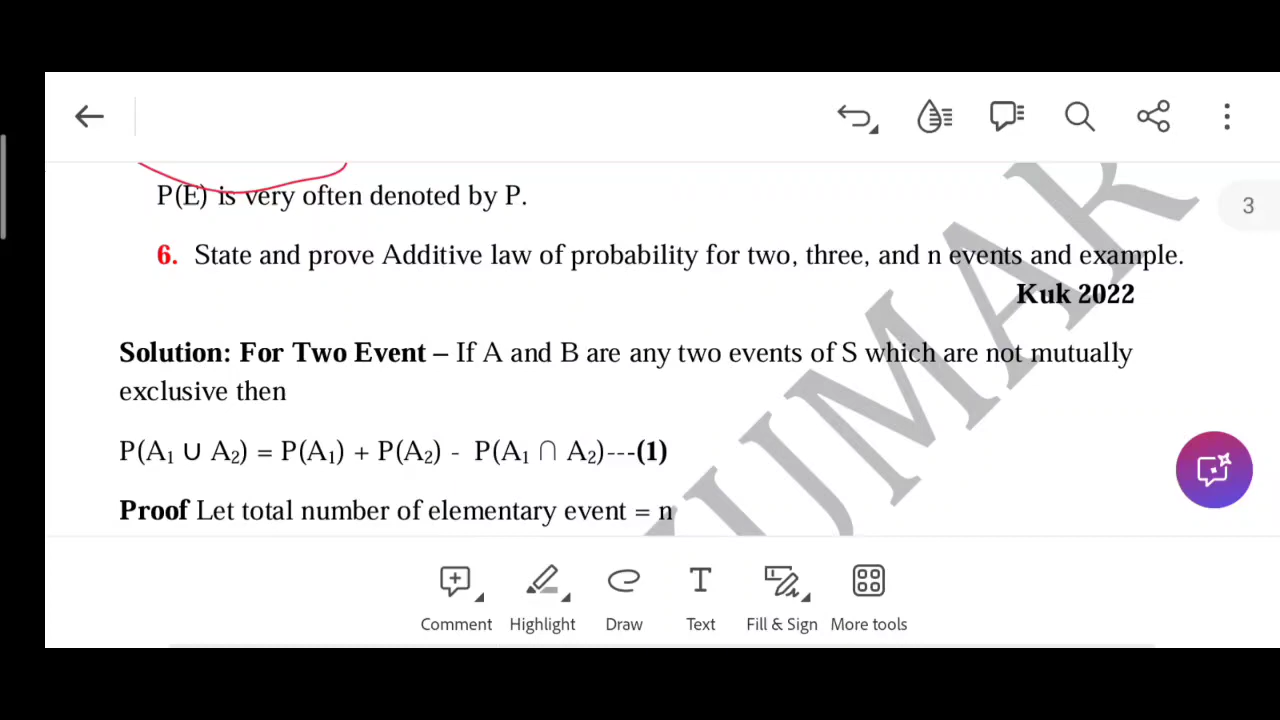 3
P(E) is very often denoted by P.
6. State and prove Additive law of probability for two, three, and n events and example.
Kuk 2022
Solution: For Two Event – If A and B are any two events of S which are not mutually
exclusive then
P(A₁ ∪ A₂) = P(A₁) + P(A₂) - P(A₁ ∩ A₂)---(1)
Proof Let total number of elementary event = n
UMAR
Comment Highlight Draw Text Fill & Sign More tools